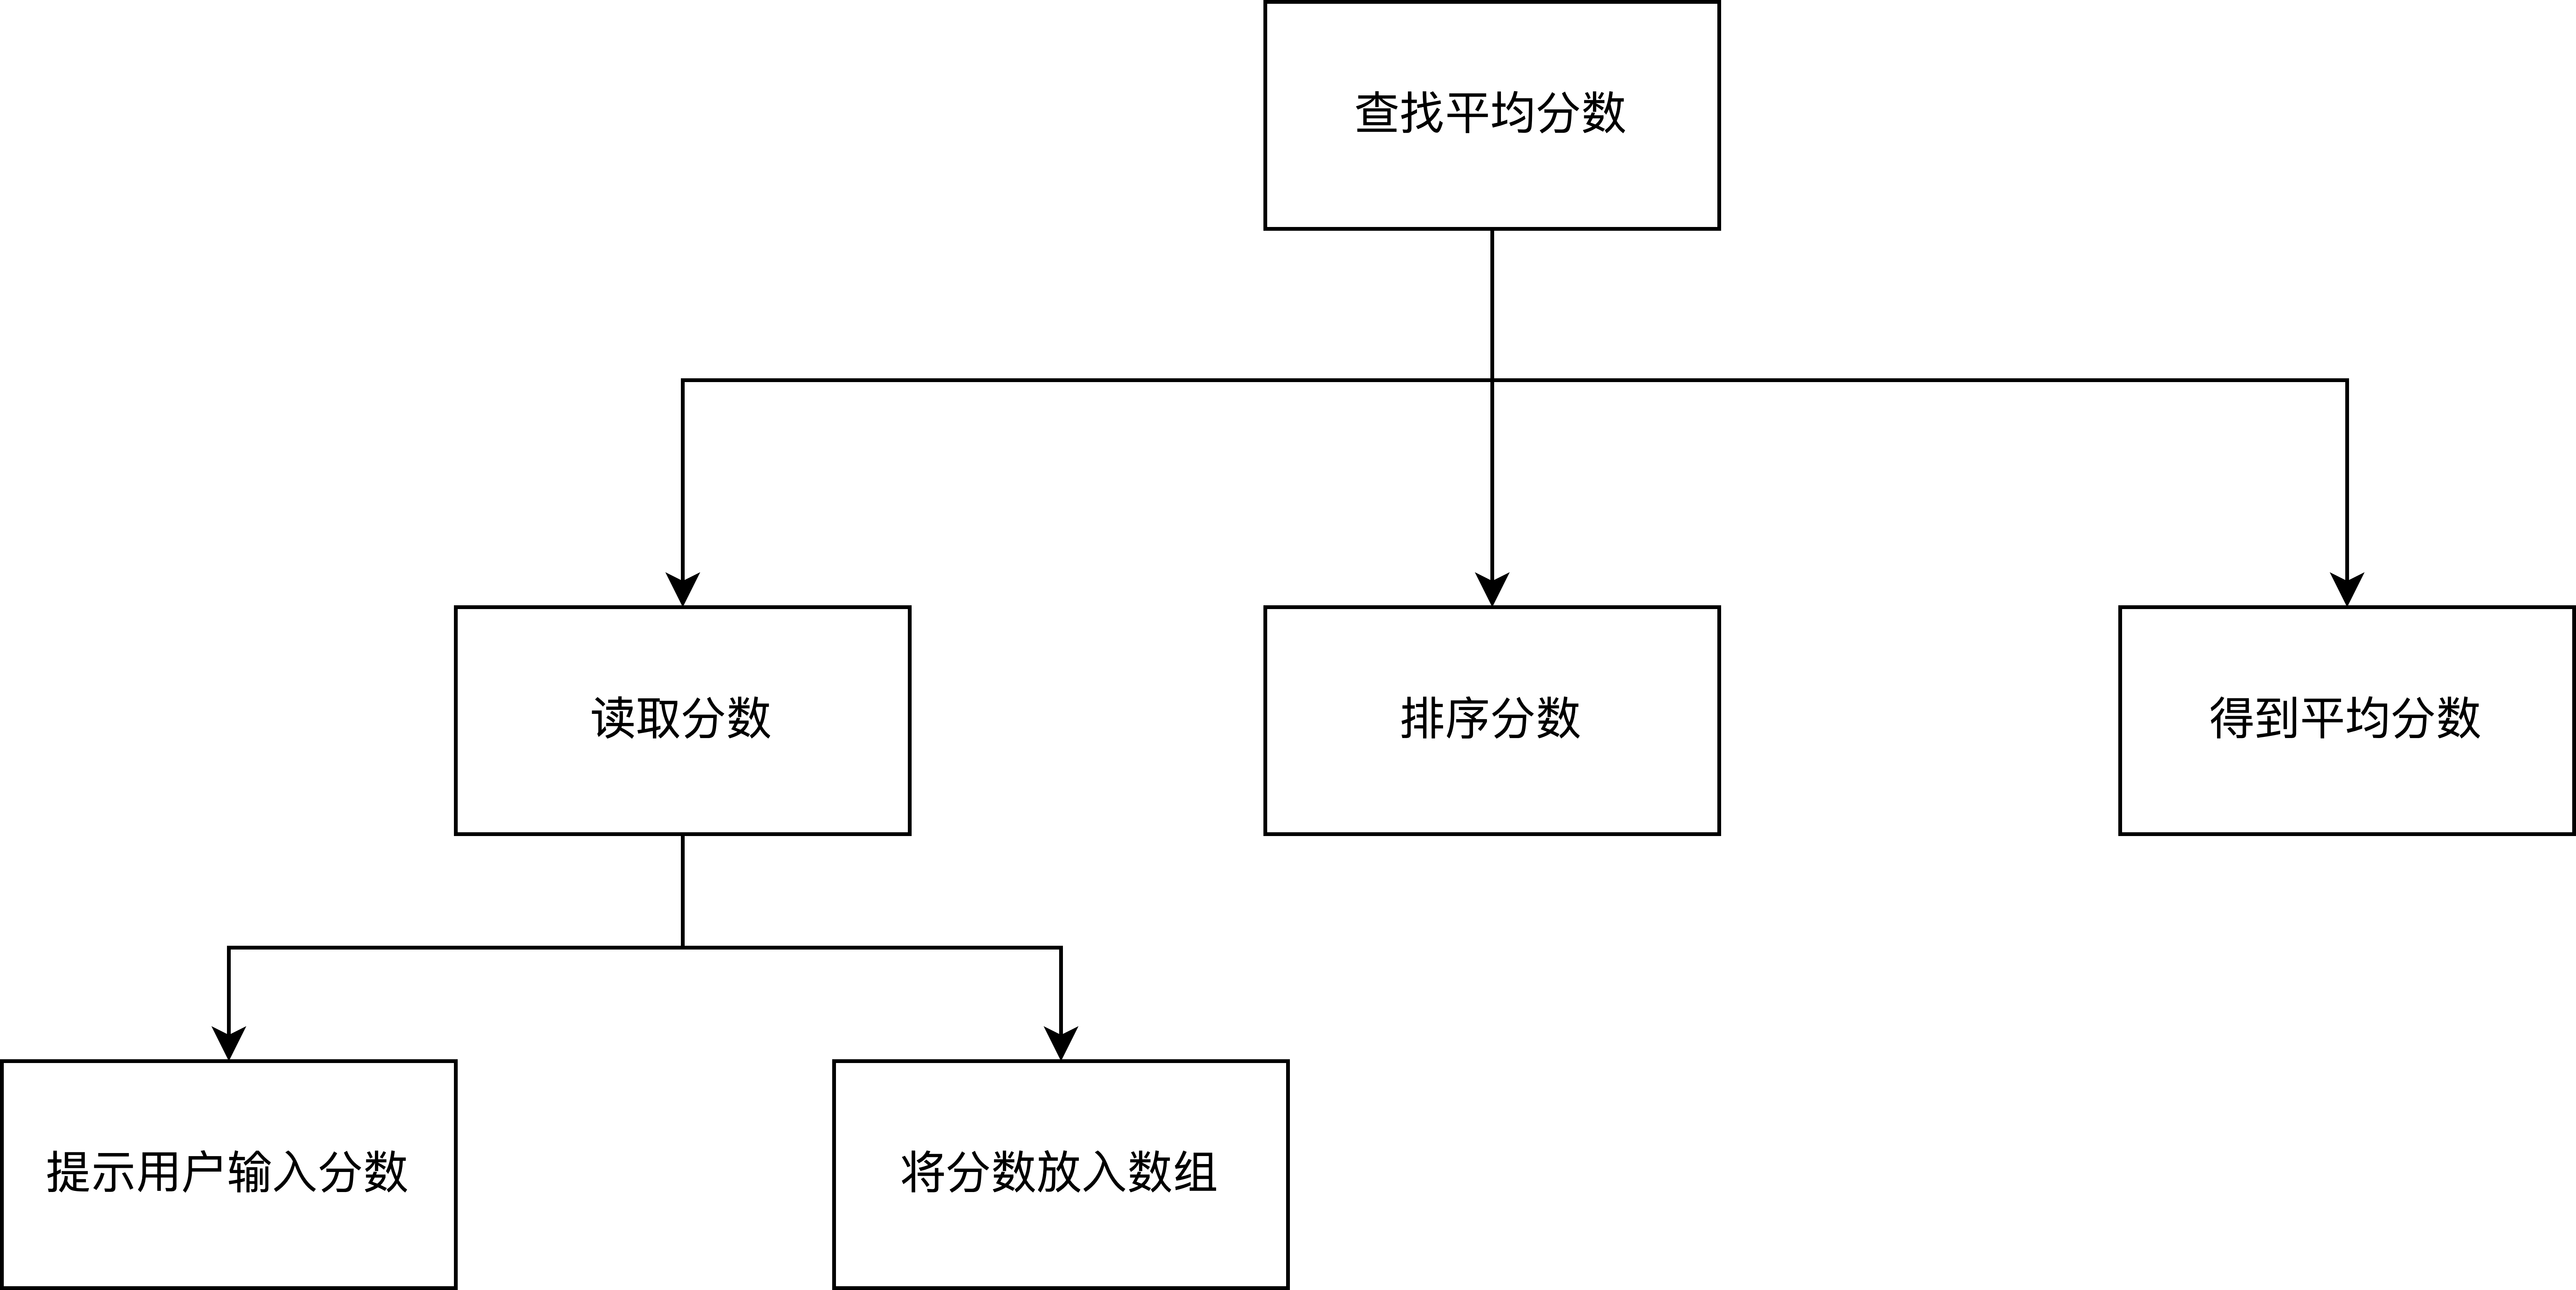 查找平均分数
读取分数
排序分数
得到平均分数
提示用户输入分数
将分数放入数组